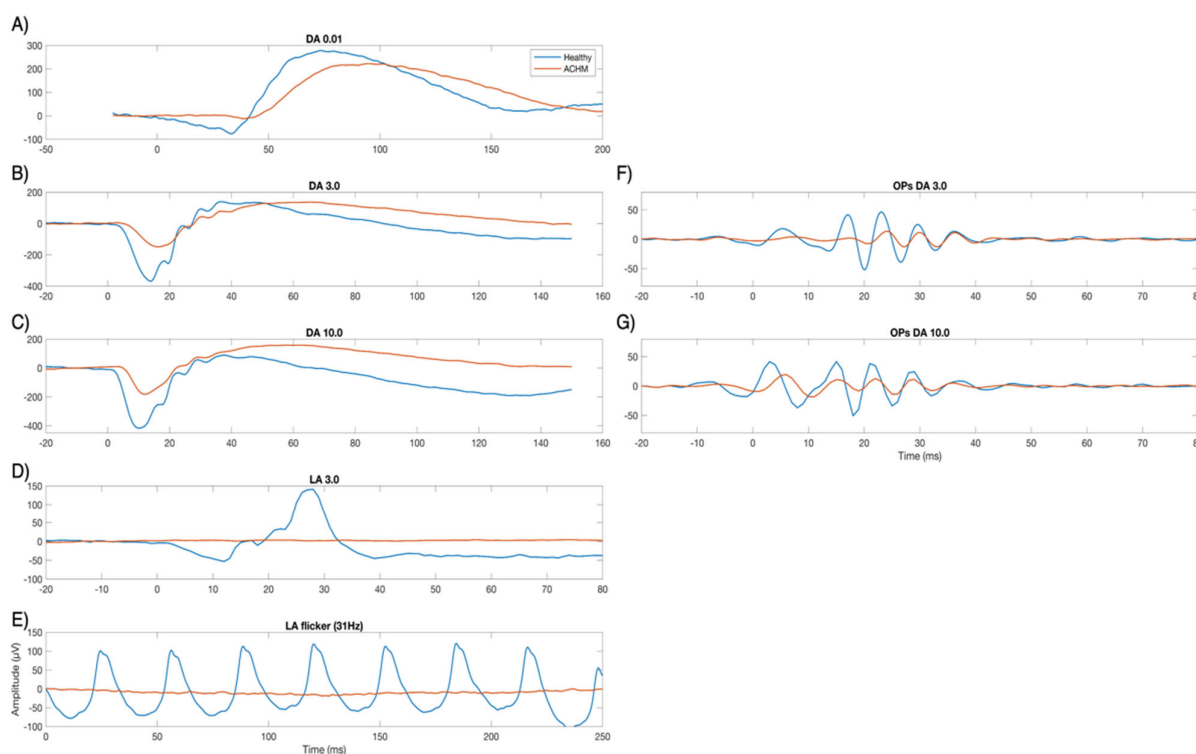 A)
DA 0.01
300
200
100
0
-100
-50 0 50 100 150 200
Healthy
ACHM
B)
DA 3.0
200
0
-200
-400
-20 0 20 40 60 80 100 120 140 160
C)
DA 10.0
200
0
-200
-400
-20 0 20 40 60 80 100 120 140 160
D)
LA 3.0
150
100
50
0
-50
-100
-20 -10 0 10 20 30 40 50 60 70 80
E)
LA flicker (31Hz)
Amplitude (µV)
150
100
50
0
-50
-100
0 50 100 150 200 250
Time (ms)
F)
OPs DA 3.0
50
0
-50
-20 -10 0 10 20 30 40 50 60 70 80
G)
OPs DA 10.0
50
0
-50
-20 -10 0 10 20 30 40 50 60 70 80
Time (ms)